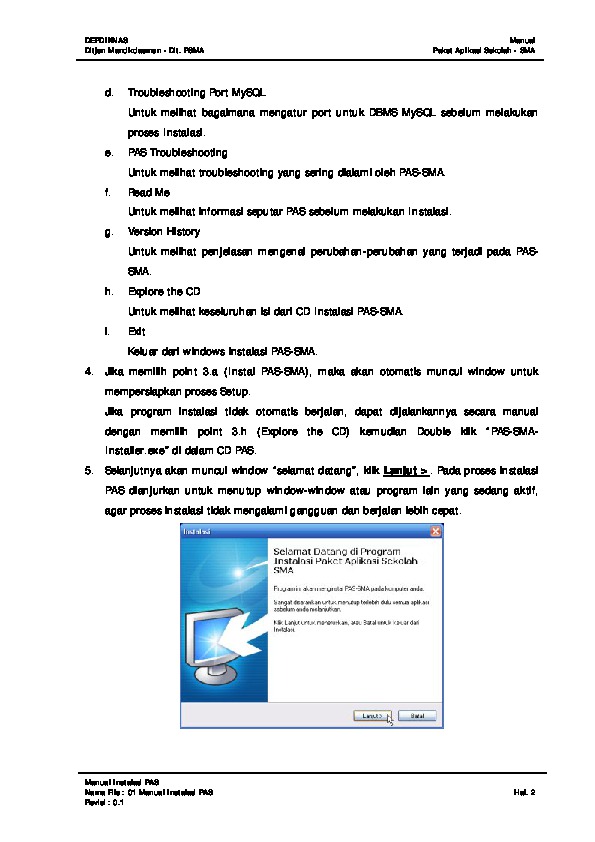 DEPDIKNAS Manual
Ditjen Mandikdasmen - Dit. PSMA Paket Aplikasi Sekolah - SMA
d. Troubleshooting Port MySQL
Untuk melihat bagaimana mengatur port untuk DBMS MySQL sebelum melakukan
proses instalasi.
e. PAS Troubleshooting
Untuk melihat troubleshooting yang sering dialami oleh PAS-SMA
f. Read Me
Untuk melihat informasi seputar PAS sebelum melakukan instalasi.
g. Version History
Untuk melihat penjelasan mengenai perubahan-perubahan yang terjadi pada PAS-
SMA.
h. Explore the CD
Untuk melihat keseluruhan isi dari CD Instalasi PAS-SMA
i. Exit
Keluar dari windows instalasi PAS-SMA.
4. Jika memilih point 3.a (Instal PAS-SMA), maka akan otomatis muncul window untuk
mempersiapkan proses Setup.
Jika program instalasi tidak otomatis berjalan, dapat dijalankannya secara manual
dengan memilih point 3.h (Explore the CD) kemudian Double klik “PAS-SMA-
Installer.exe” di dalam CD PAS.
5. Selanjutnya akan muncul window “selamat datang”, klik Lanjut > . Pada proses instalasi
PAS dianjurkan untuk menutup window-window atau program lain yang sedang aktif,
agar proses instalasi tidak mengalami gangguan dan berjalan lebih cepat.
Instalasi
Selamat Datang di Program
Instalasi Paket Aplikasi Sekolah
SMA
Program ini akan menginstal PAS-SMA pada komputer anda.
Sangat disarankan untuk menutup terlebih dulu semua aplikasi
sebelum anda melanjutkan.
Klik Lanjut untuk meneruskan, atau Batal untuk keluar dari
Instalasi.
Lanjut > Batal
Manual Instalasi PAS
Nama File : 01 Manual Instalasi PAS Hal. 2
Revisi : 0.1